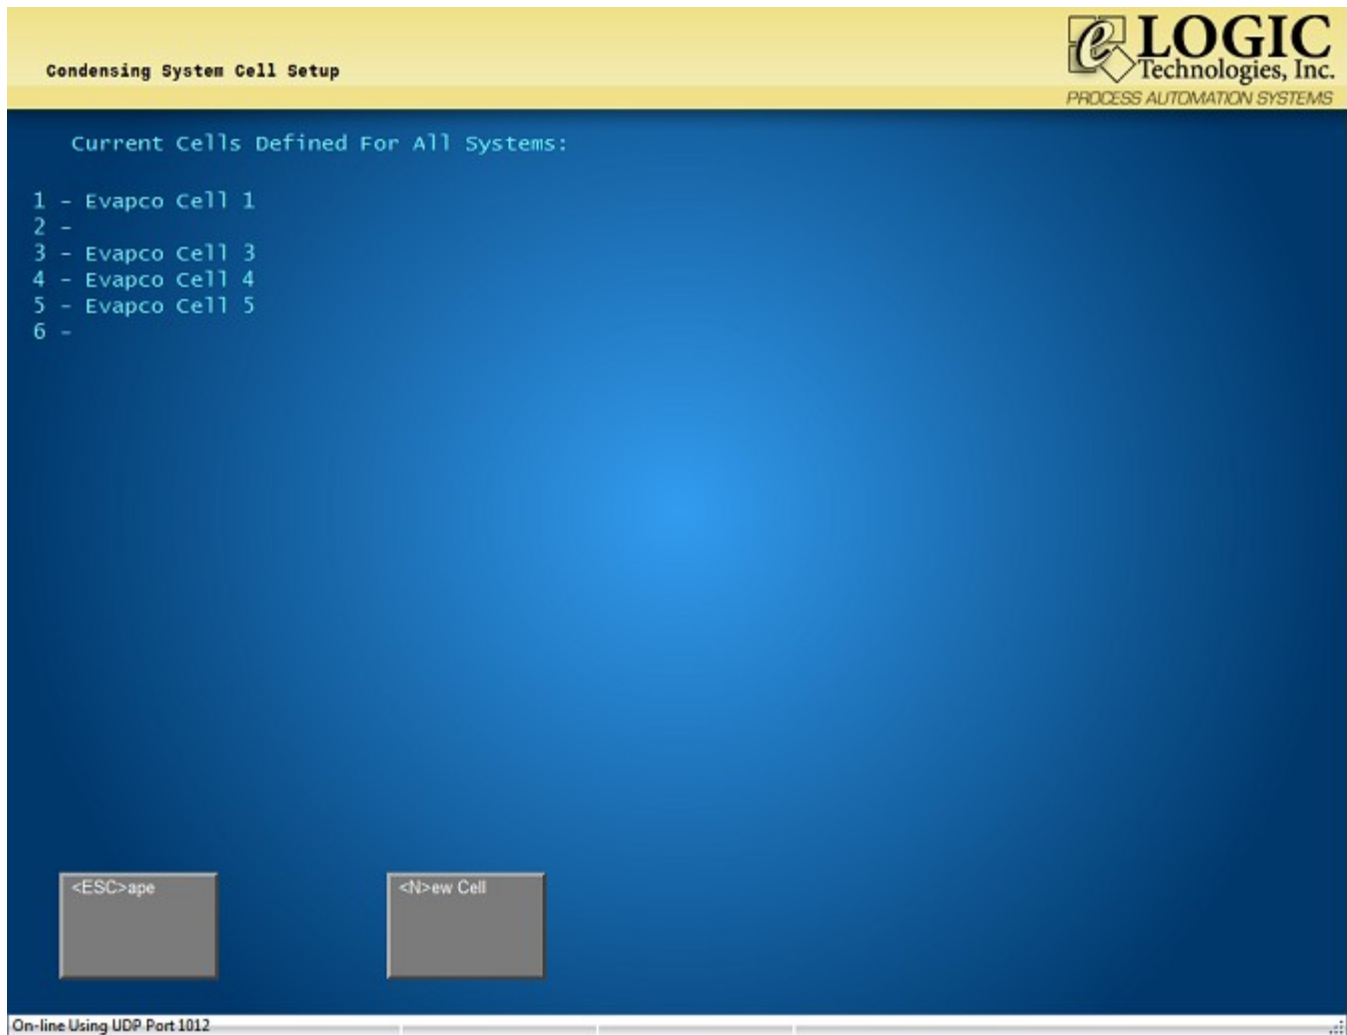 Condensing System Cell Setup
e LOGIC
Technologies, Inc.
PROCESS AUTOMATION SYSTEMS
Current Cells Defined For All Systems:
1 - Evapco Cell 1
2 -
3 - Evapco Cell 3
4 - Evapco Cell 4
5 - Evapco Cell 5
6 -
<ESC>ape
<N>ew Cell
On-line Using UDP Port 1012